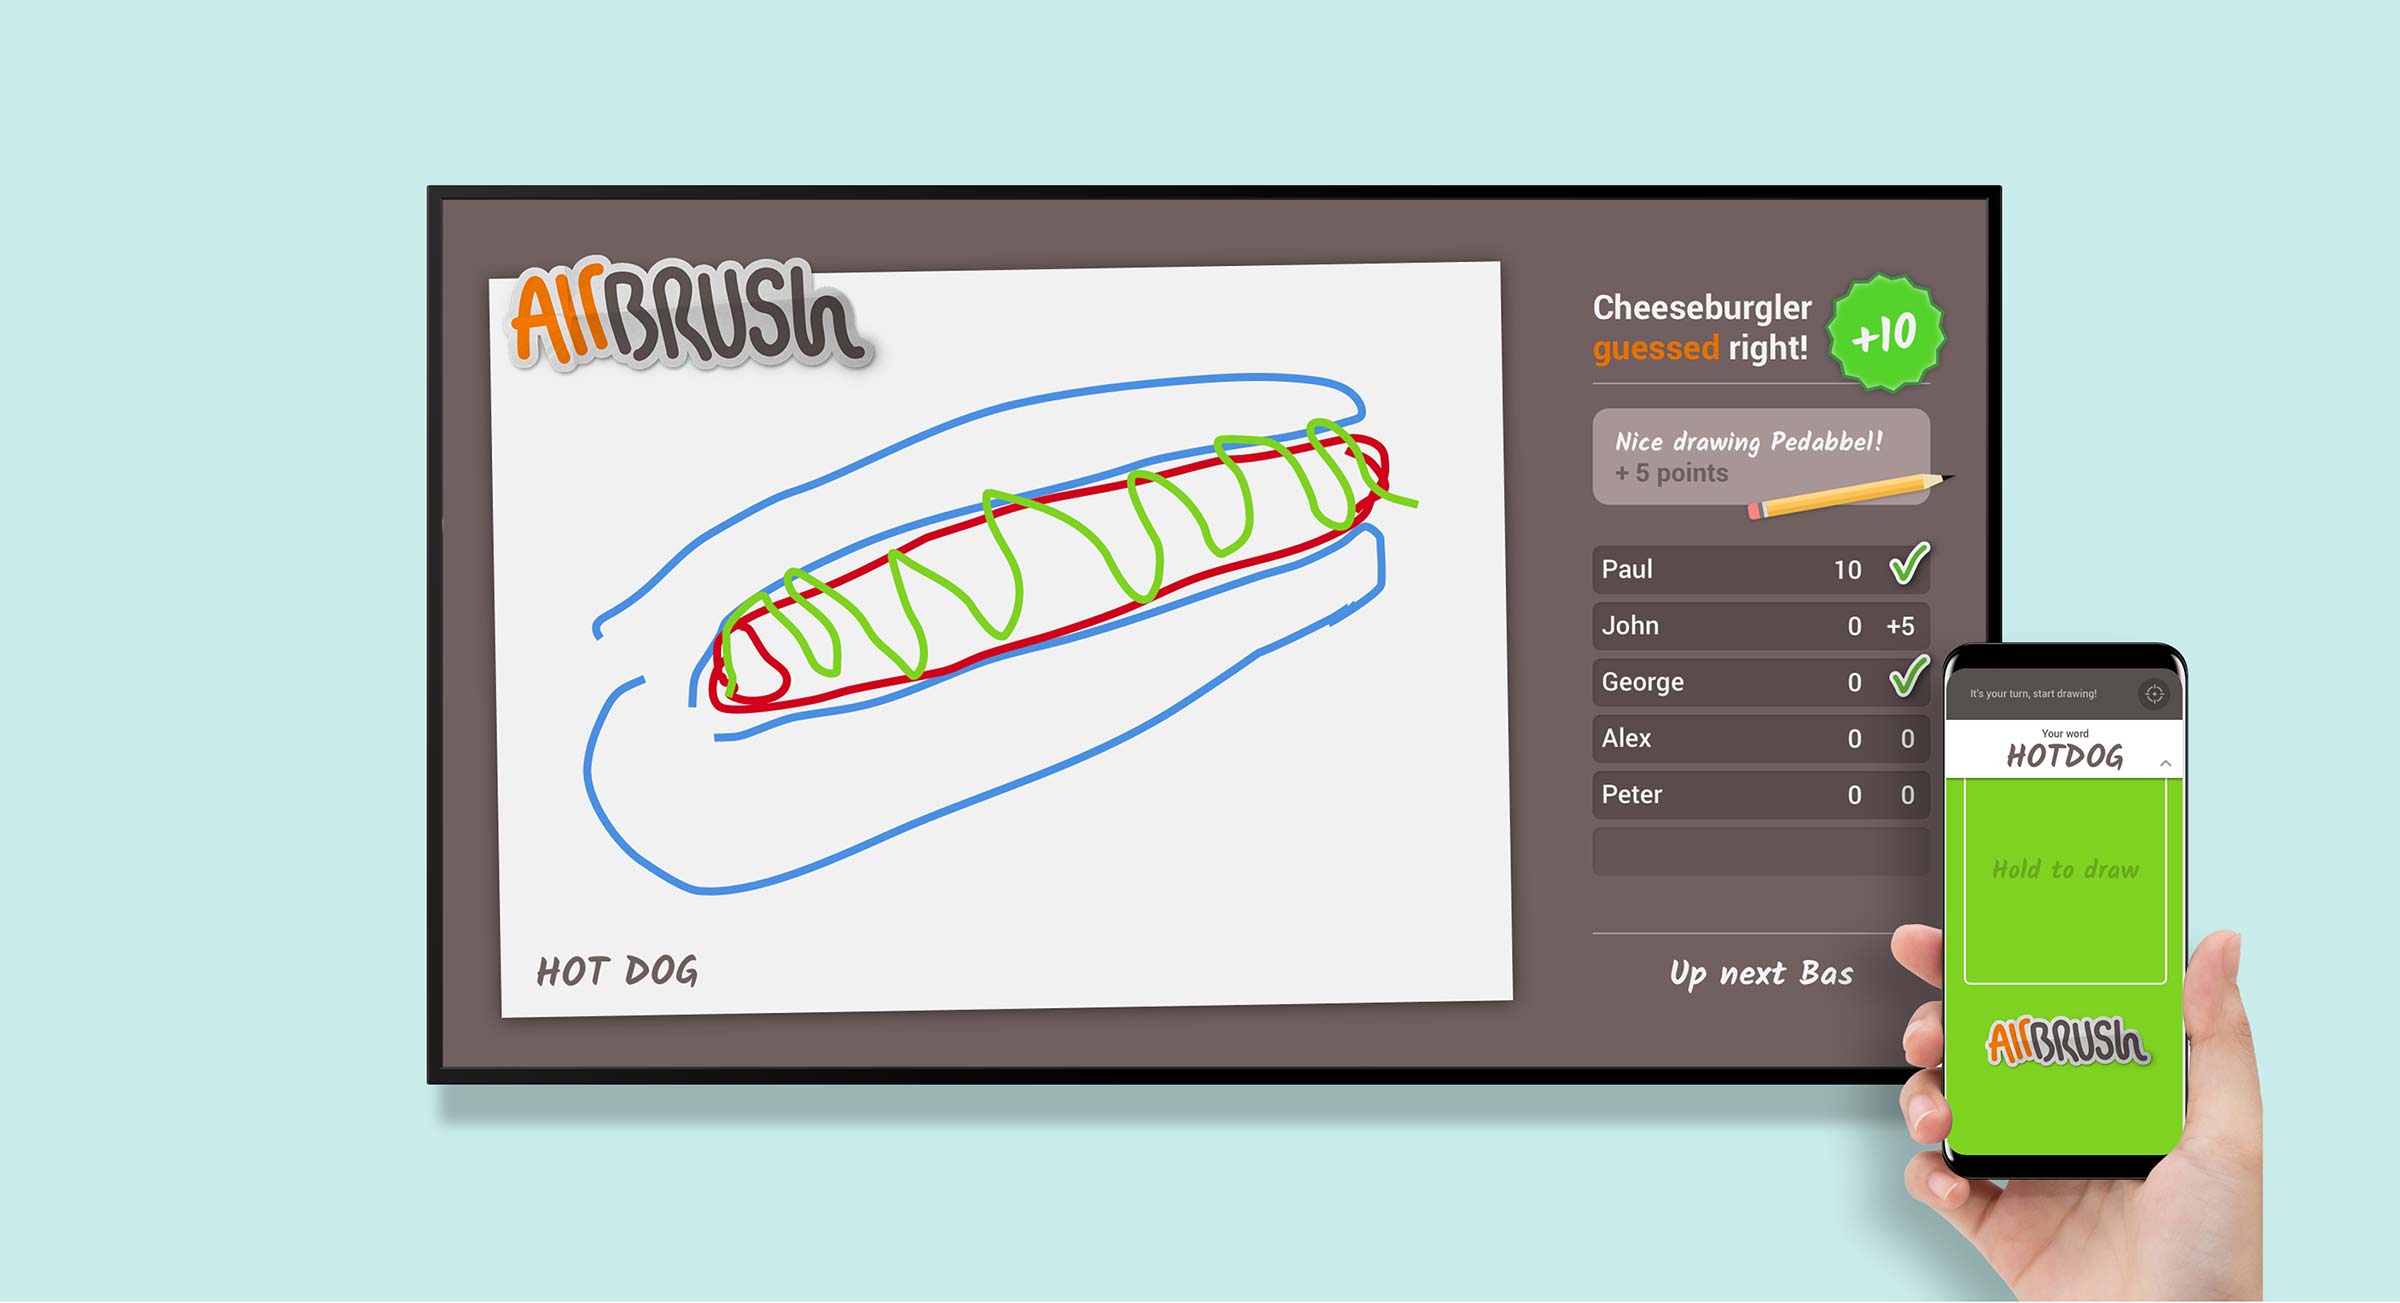 AIrBRUSh
HOT DOG
Cheeseburgler
guessed right!
+10
Nice drawing Pedabbel!
+ 5 points
Paul 10
John 0 +5
George 0
Alex 0 0
Peter 0 0
Up next Bas
It's your turn, start drawing!
Your word
HOTDOG
Hold to draw
AIrBRUSh